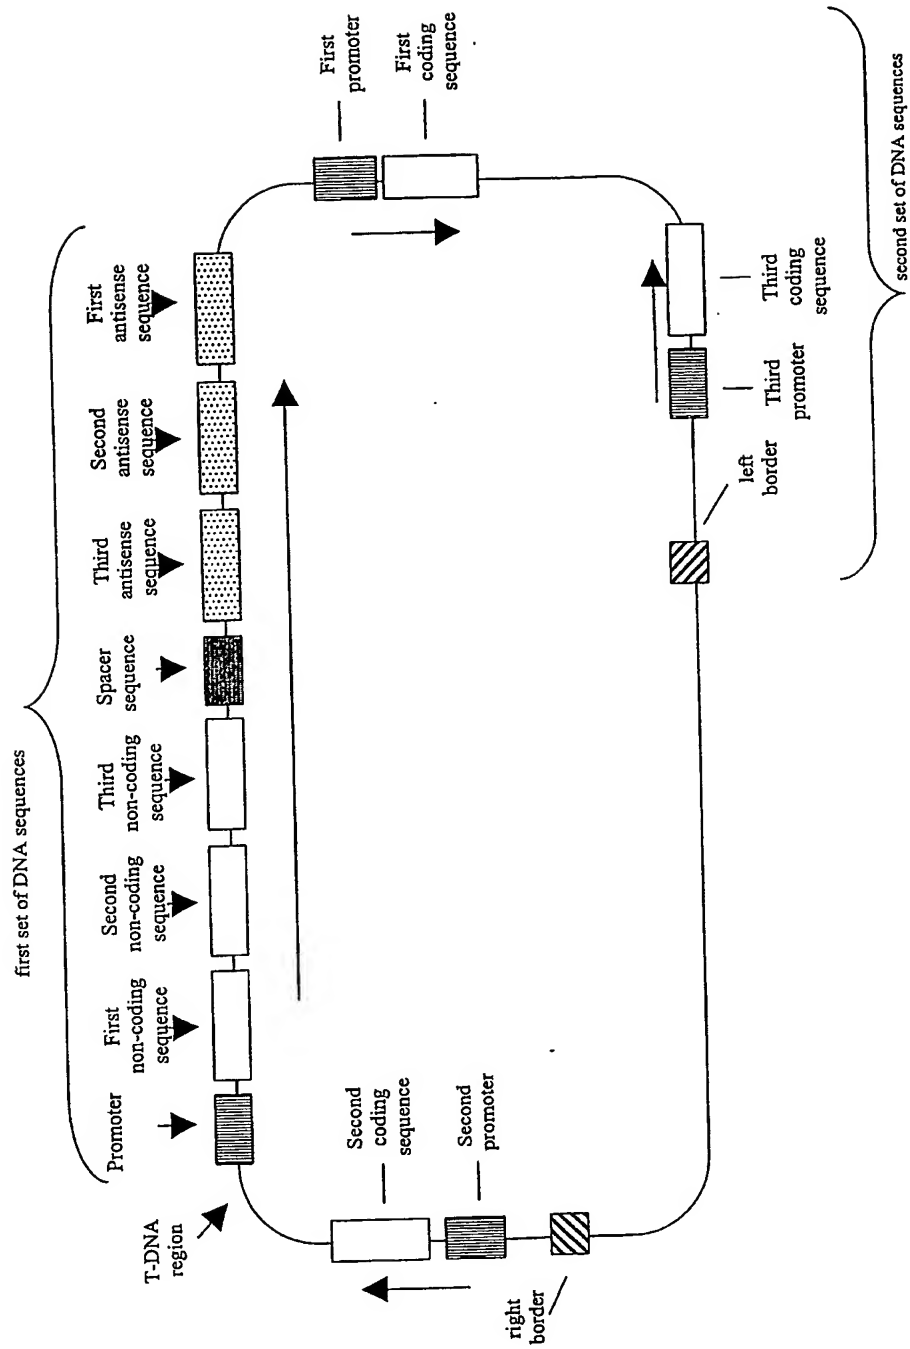 first set of DNA sequences
T-DNA
region
Promoter
First
non-coding
sequence
Second
non-coding
sequence
Third
non-coding
sequence
Spacer
sequence
Third
antisense
sequence
Second
antisense
sequence
First
antisense
sequence
First
promoter
First
coding
sequence
Second
coding
sequence
Second
promoter
right
border
left
border
Third
promoter
Third
coding
sequence
second set of DNA sequences